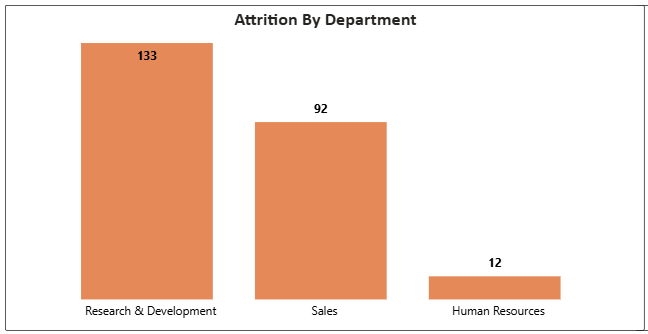 Attrition By Department
133
92
12
Research & Development
Sales
Human Resources